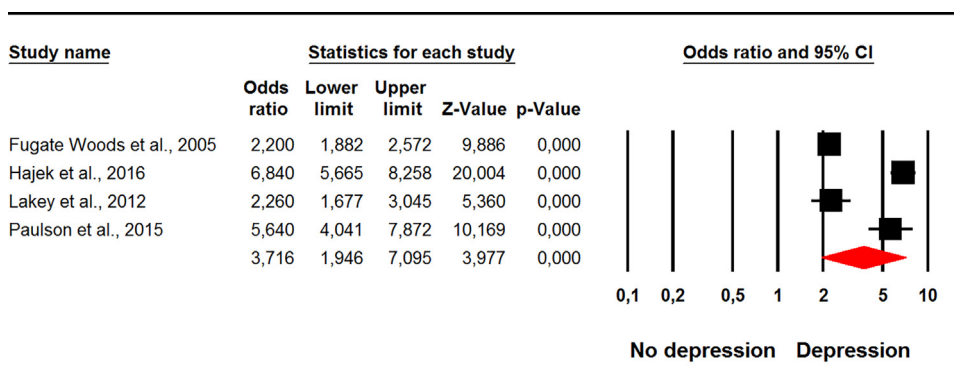 Study name Statistics for each study Odds ratio and 95% CI
Odds Lower Upper
ratio limit limit Z-Value p-Value
Fugate Woods et al., 2005 2,200 1,882 2,572 9,886 0,000
Hajek et al., 2016 6,840 5,665 8,258 20,004 0,000
Lakey et al., 2012 2,260 1,677 3,045 5,360 0,000
Paulson et al., 2015 5,640 4,041 7,872 10,169 0,000
3,716 1,946 7,095 3,977 0,000
0,1 0,2 0,5 1 2 5 10
No depression Depression